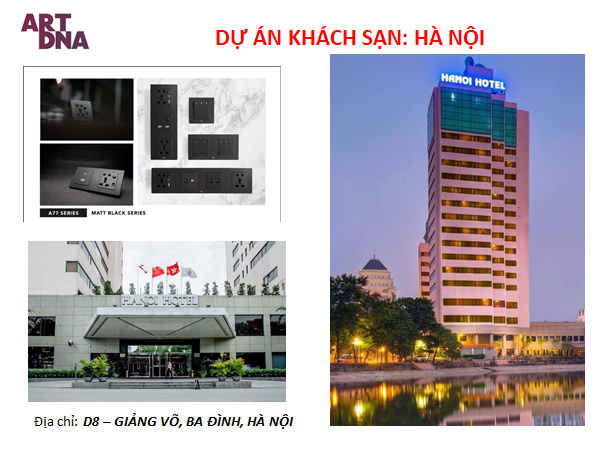 ART
DNA
DỰ ÁN KHÁCH SẠN: HÀ NỘI
HANOI HOTEL
A77 SERIES MATT BLACK SERIES
HANOI HOTEL
Địa chỉ: D8 – GIẢNG VÕ, BA ĐÌNH, HÀ NỘI